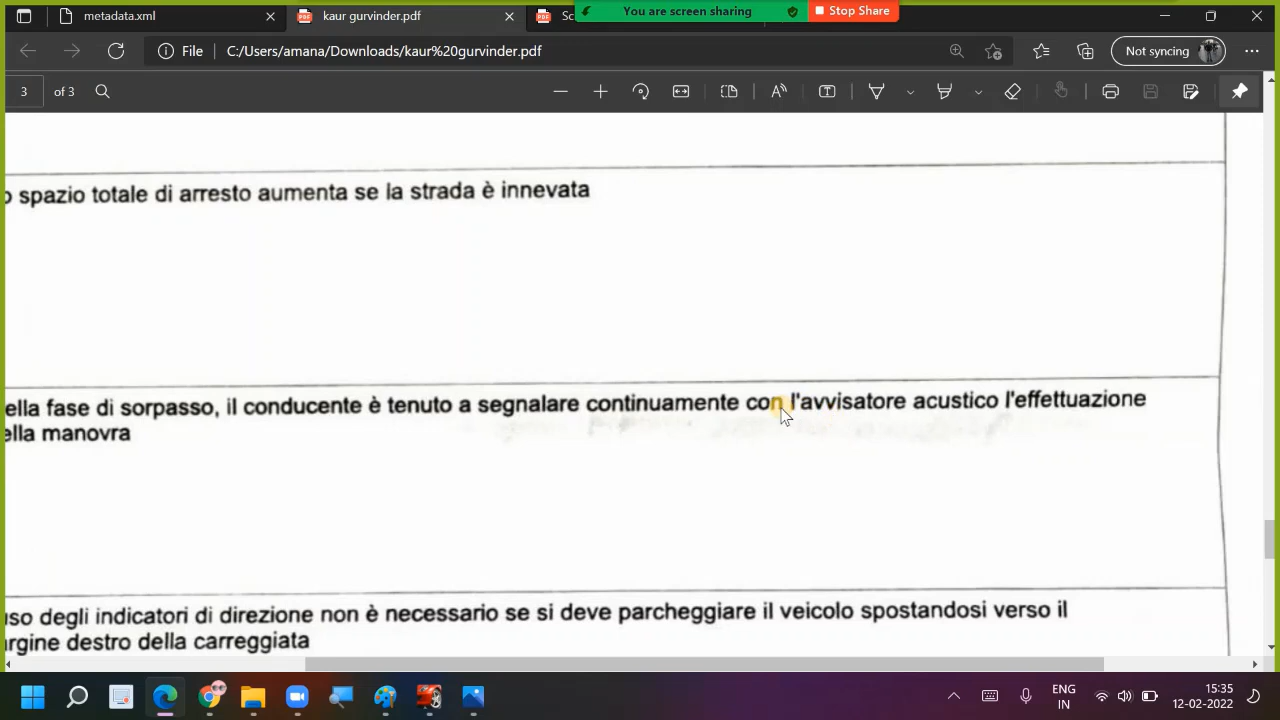 metadata.xml
kaur gurvinder.pdf
Sc
You are screen sharing
Stop Share
File
C:/Users/amana/Downloads/kaur%20gurvinder.pdf
Not syncing
3 of 3
o spazio totale di arresto aumenta se la strada è innevata
ella fase di sorpasso, il conducente è tenuto a segnalare continuamente con l'avvisatore acustico l'effettuazione
ella manovra
uso degli indicatori di direzione non è necessario se si deve parcheggiare il veicolo spostandosi verso il
argine destro della carreggiata
ENG
IN
15:35
12-02-2022